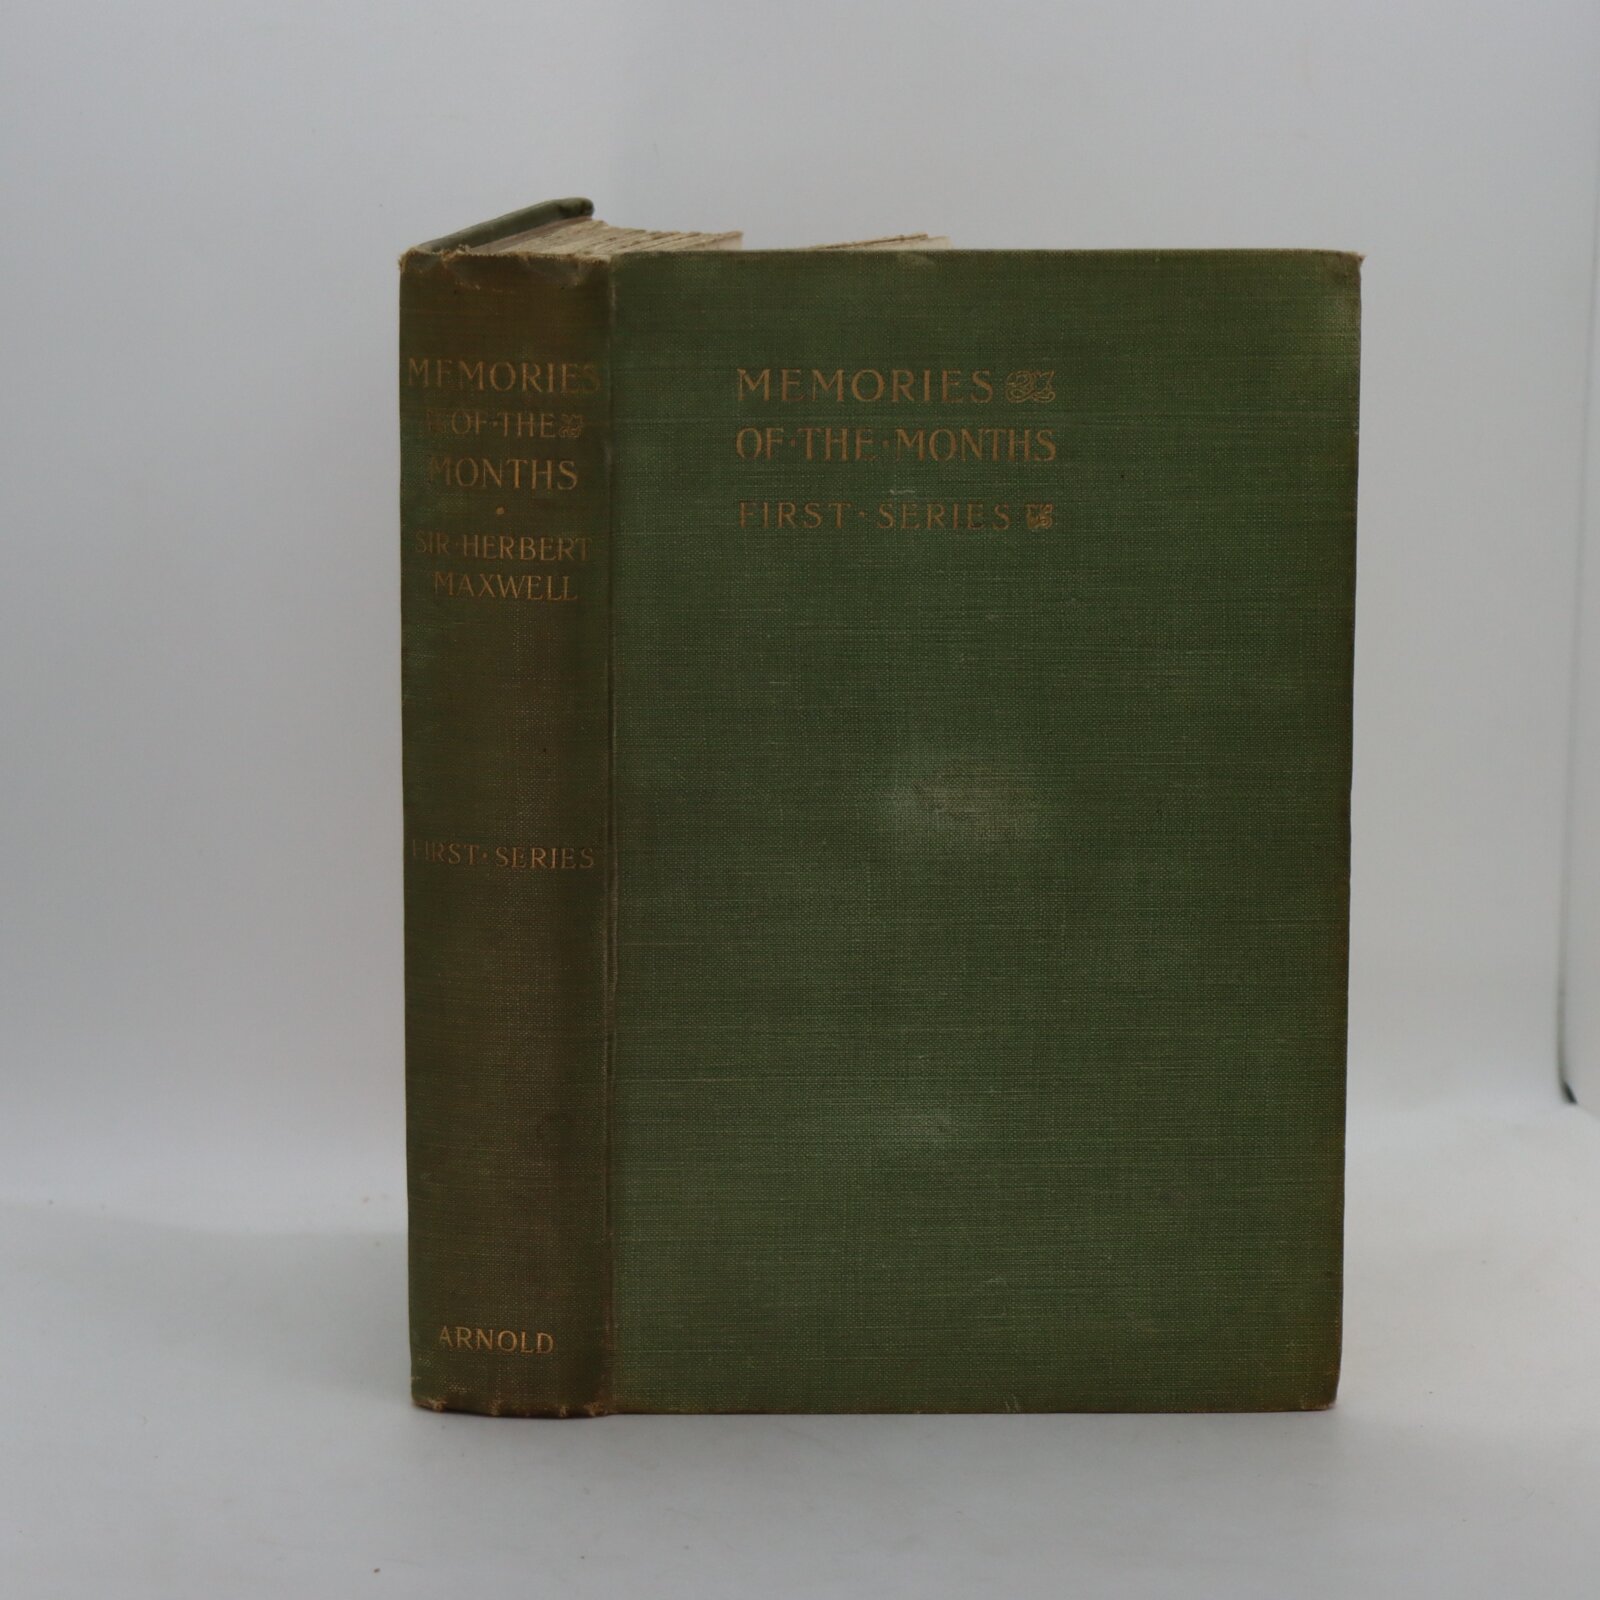 MEMORIES
OF·THE
MONTHS
SIR·HERBERT
MAXWELL
FIRST·SERIES
ARNOLD
MEMORIES
OF·THE·MONTHS
FIRST·SERIES